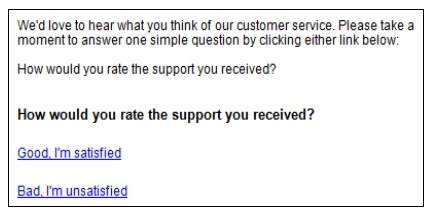 We'd love to hear what you think of our customer service. Please take a
moment to answer one simple question by clicking either link below:
How would you rate the support you received?
How would you rate the support you received?
Good, I'm satisfied
Bad, I'm unsatisfied